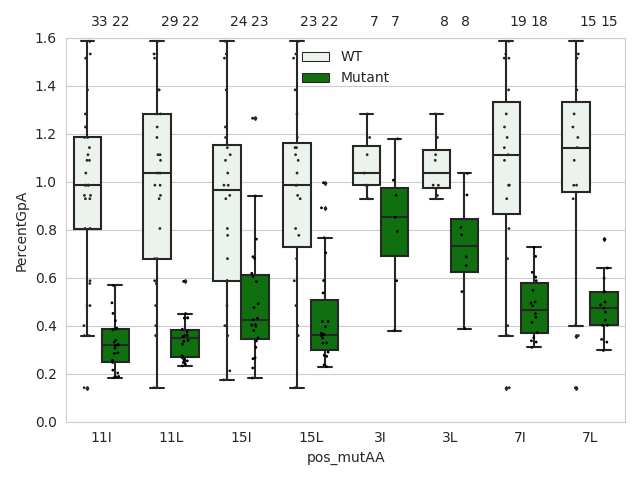 33 22 29 22 24 23 23 22 7 7 8 8 19 18 15 15
1.6
WT
1.4
Mutant
1.2
1.0
PercentGpA
0.8
0.6
0.4
0.2
0.0
11I 11L 15I 15L 3I 3L 7I 7L
pos_mutAA